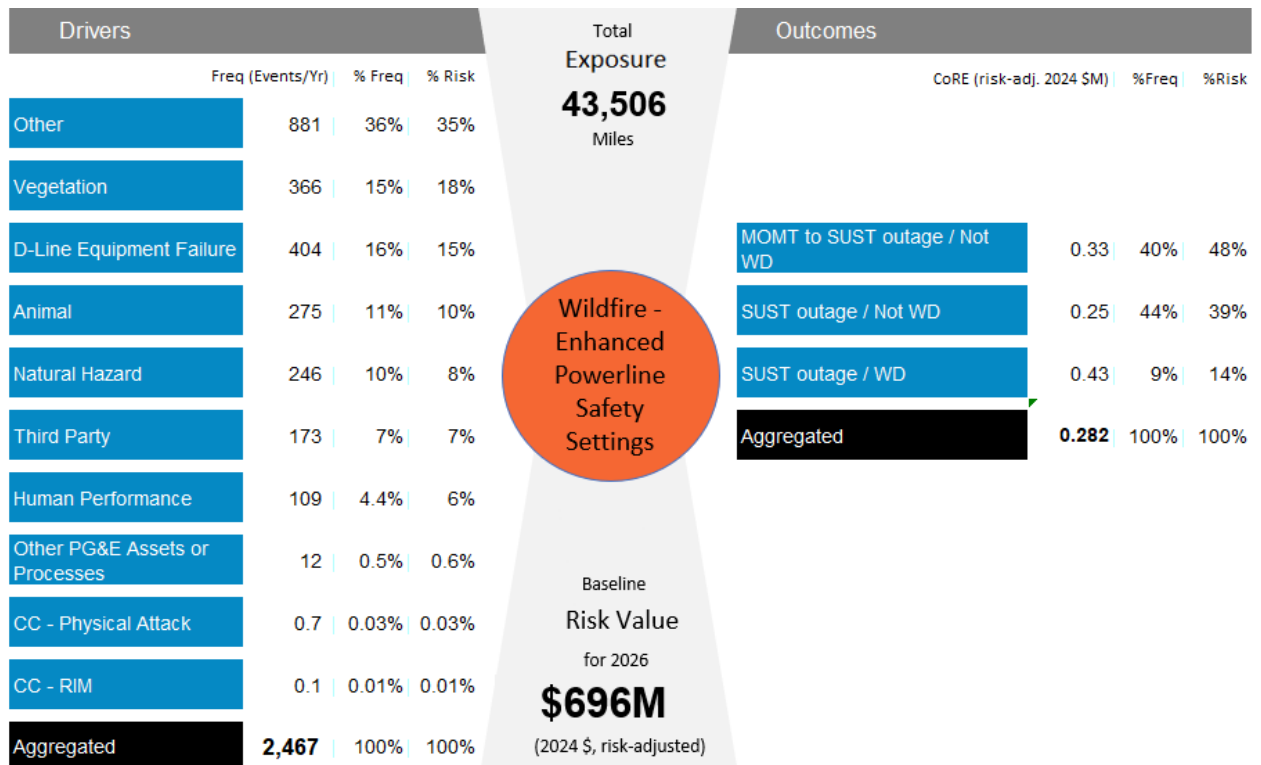 Drivers
Freq (Events/Yr) % Freq % Risk
Other 881 36% 35%
Vegetation 366 15% 18%
D-Line Equipment Failure 404 16% 15%
Animal 275 11% 10%
Natural Hazard 246 10% 8%
Third Party 173 7% 7%
Human Performance 109 4.4% 6%
Other PG&E Assets or
Processes 12 0.5% 0.6%
CC - Physical Attack 0.7 0.03% 0.03%
CC - RIM 0.1 0.01% 0.01%
Aggregated 2,467 100% 100%
Total
Exposure
43,506
Miles
Wildfire -
Enhanced
Powerline
Safety
Settings
Baseline
Risk Value
for 2026
$696M
(2024 $, risk-adjusted)
Outcomes
CoRE (risk-adj. 2024 $M) %Freq %Risk
MOMT to SUST outage / Not
WD 0.33 40% 48%
SUST outage / Not WD 0.25 44% 39%
SUST outage / WD 0.43 9% 14%
Aggregated 0.282 100% 100%